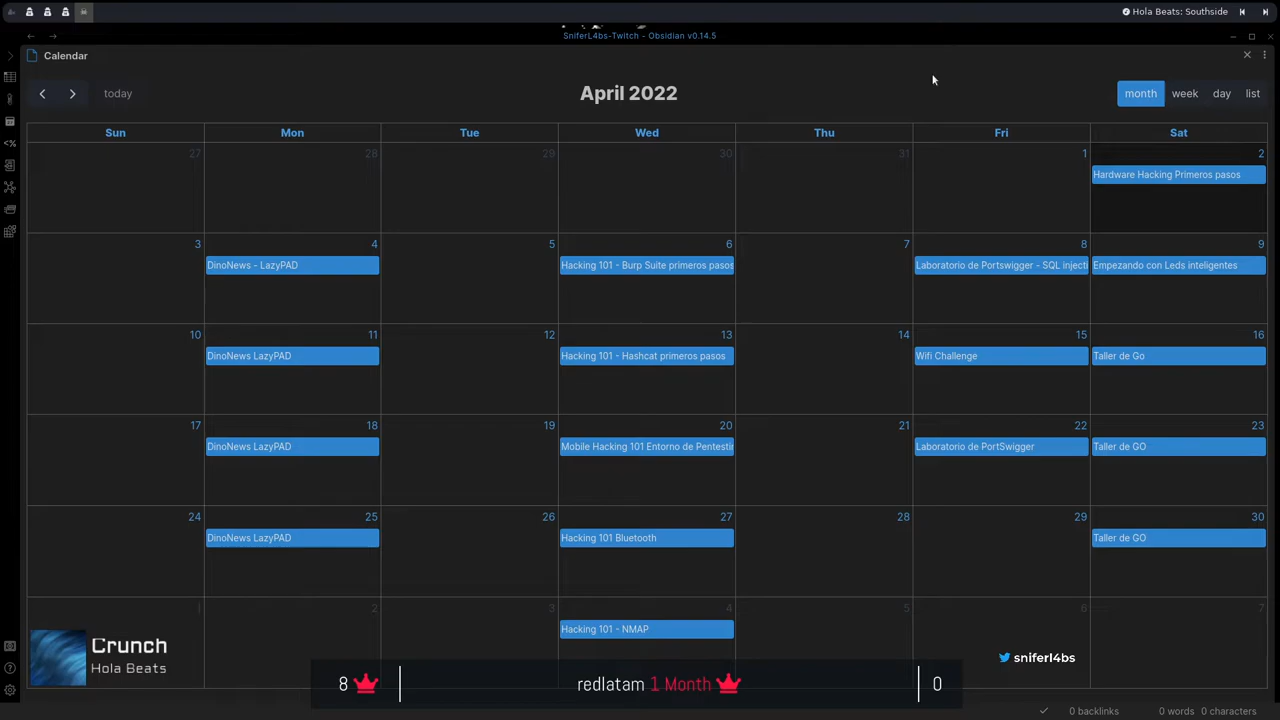 Hola Beats: Southside
SniferL4bs-Twitch - Obsidian v0.14.5
Calendar
today
April 2022
month week day list
Sun Mon Tue Wed Thu Fri Sat
27 28 29 30 31 1 2
Hardware Hacking Primeros pasos
3 4 5 6 7 8 9
DinoNews - LazyPAD
Hacking 101 - Burp Suite primeros pasos
Laboratorio de Portswigger - SQL injecti
Empezando con Leds inteligentes
10 11 12 13 14 15 16
DinoNews LazyPAD
Hacking 101 - Hashcat primeros pasos
Wifi Challenge
Taller de Go
17 18 19 20 21 22 23
DinoNews LazyPAD
Mobile Hacking 101 Entorno de Pentestin
Laboratorio de PortSwigger
Taller de GO
24 25 26 27 28 29 30
DinoNews LazyPAD
Hacking 101 Bluetooth
Taller de GO
1 2 3 4 5 6 7
Hacking 101 - NMAP
Crunch
Hola Beats
sniferl4bs
8
redlatam 1 Month
0
0 backlinks 0 words 0 characters